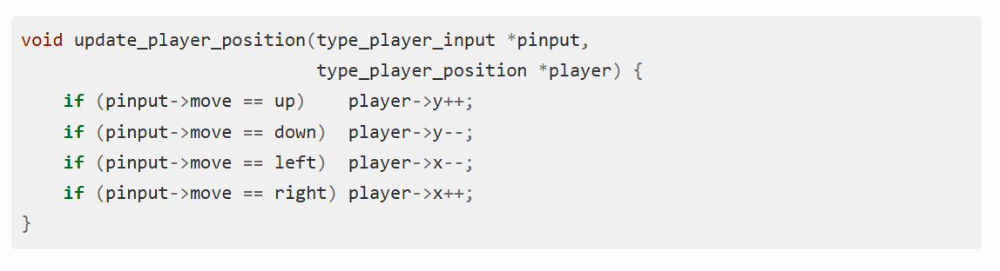 void update_player_position(type_player_input *pinput,
                            type_player_position *player) {
    if (pinput->move == up)    player->y++;
    if (pinput->move == down)  player->y--;
    if (pinput->move == left)  player->x--;
    if (pinput->move == right) player->x++;
}